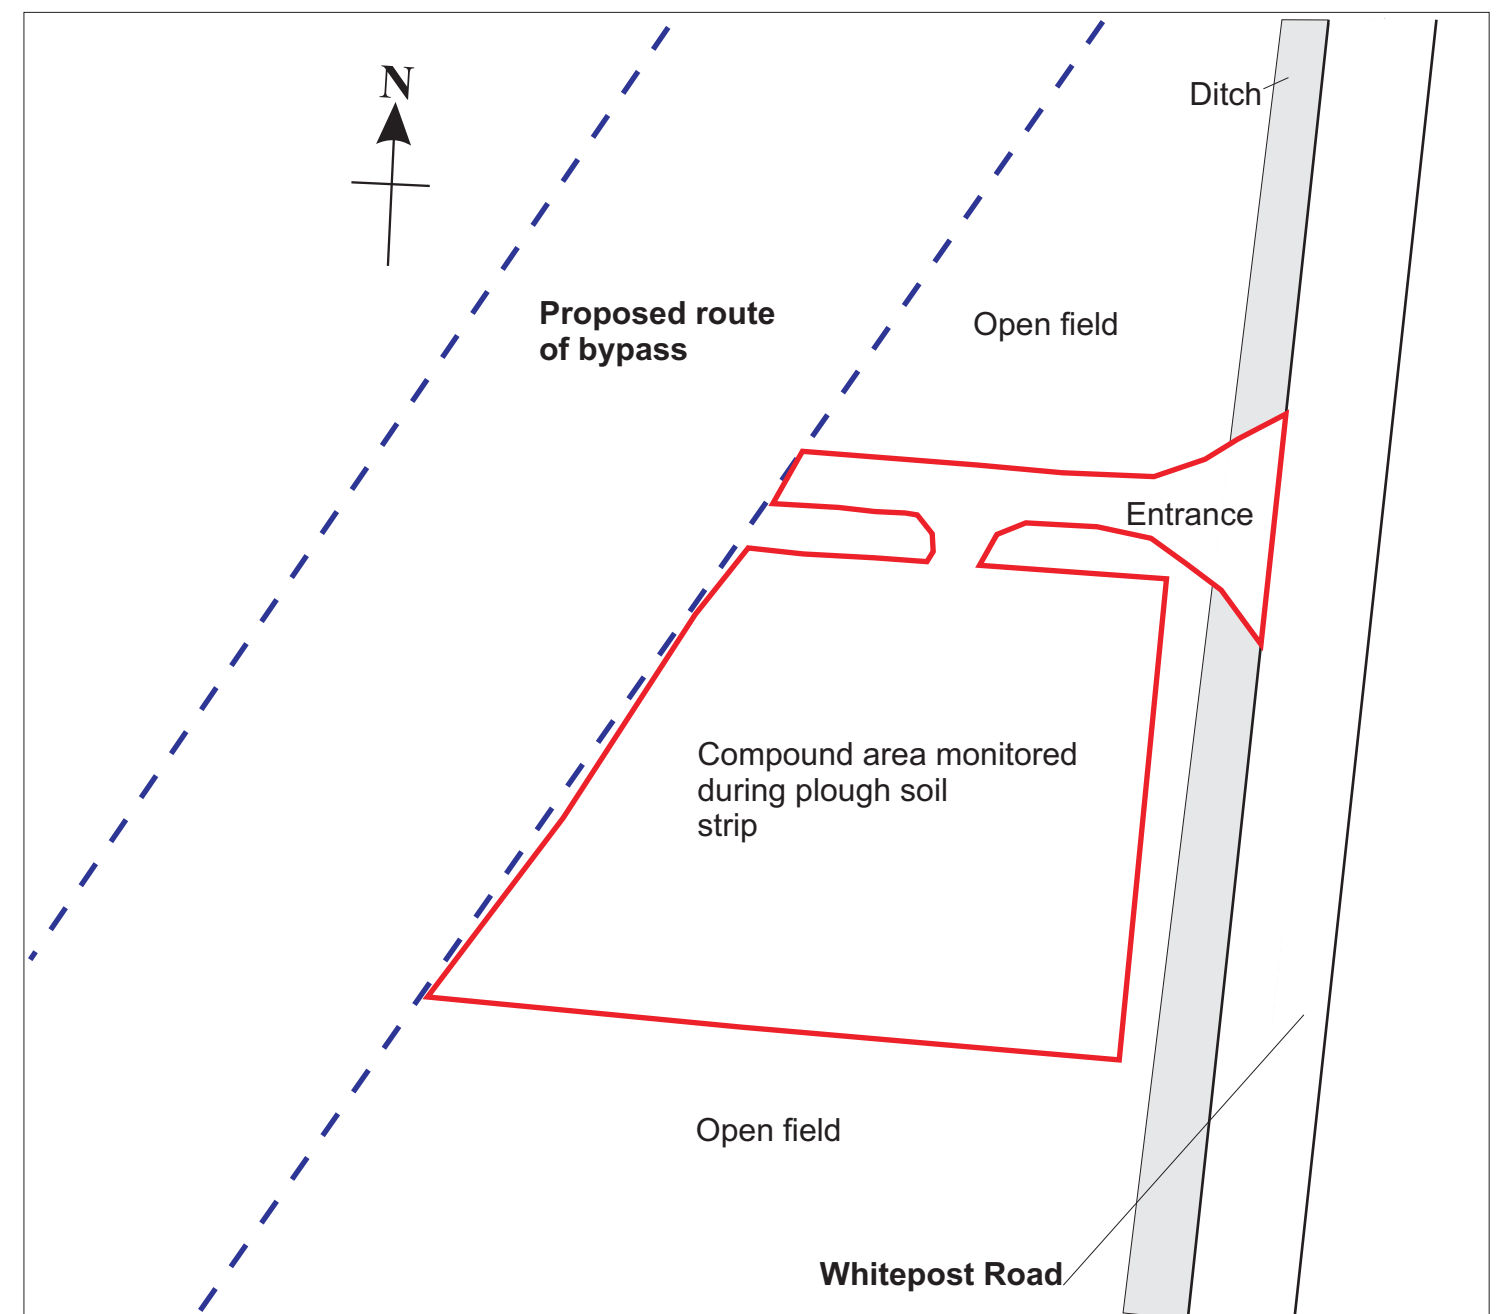 N
Ditch
Proposed route
of bypass
Open field
Entrance
Compound area monitored
during plough soil
strip
Open field
Whitepost Road